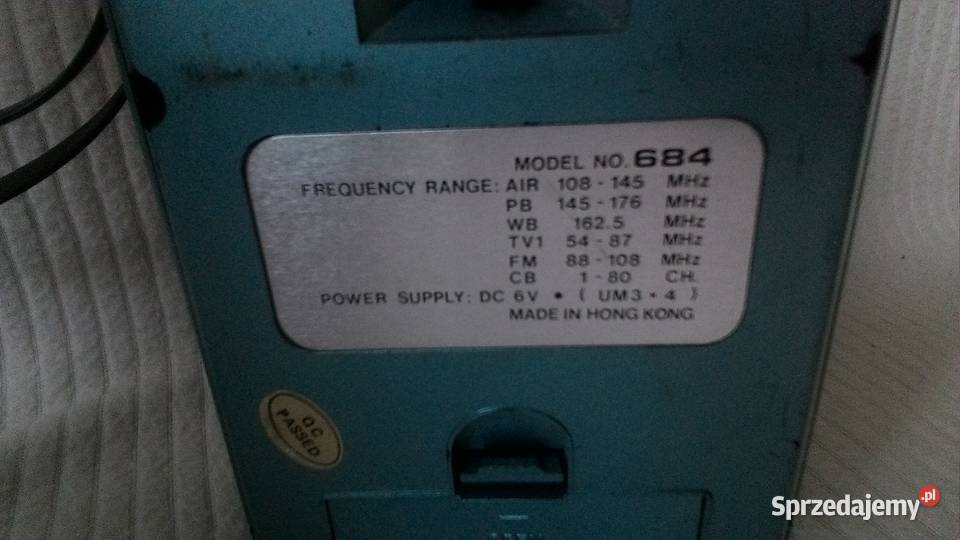 MODEL NO. 684
FREQUENCY RANGE: AIR 108 - 145 MHz
PB 145 - 176 MHz
WB 162.5 MHz
TV1 54 - 87 MHz
FM 88 - 108 MHz
CB 1 - 80 CH.
POWER SUPPLY: DC 6V • ( UM3 × 4 )
MADE IN HONG KONG
QC
PASSED
Sprzedajemy.pl